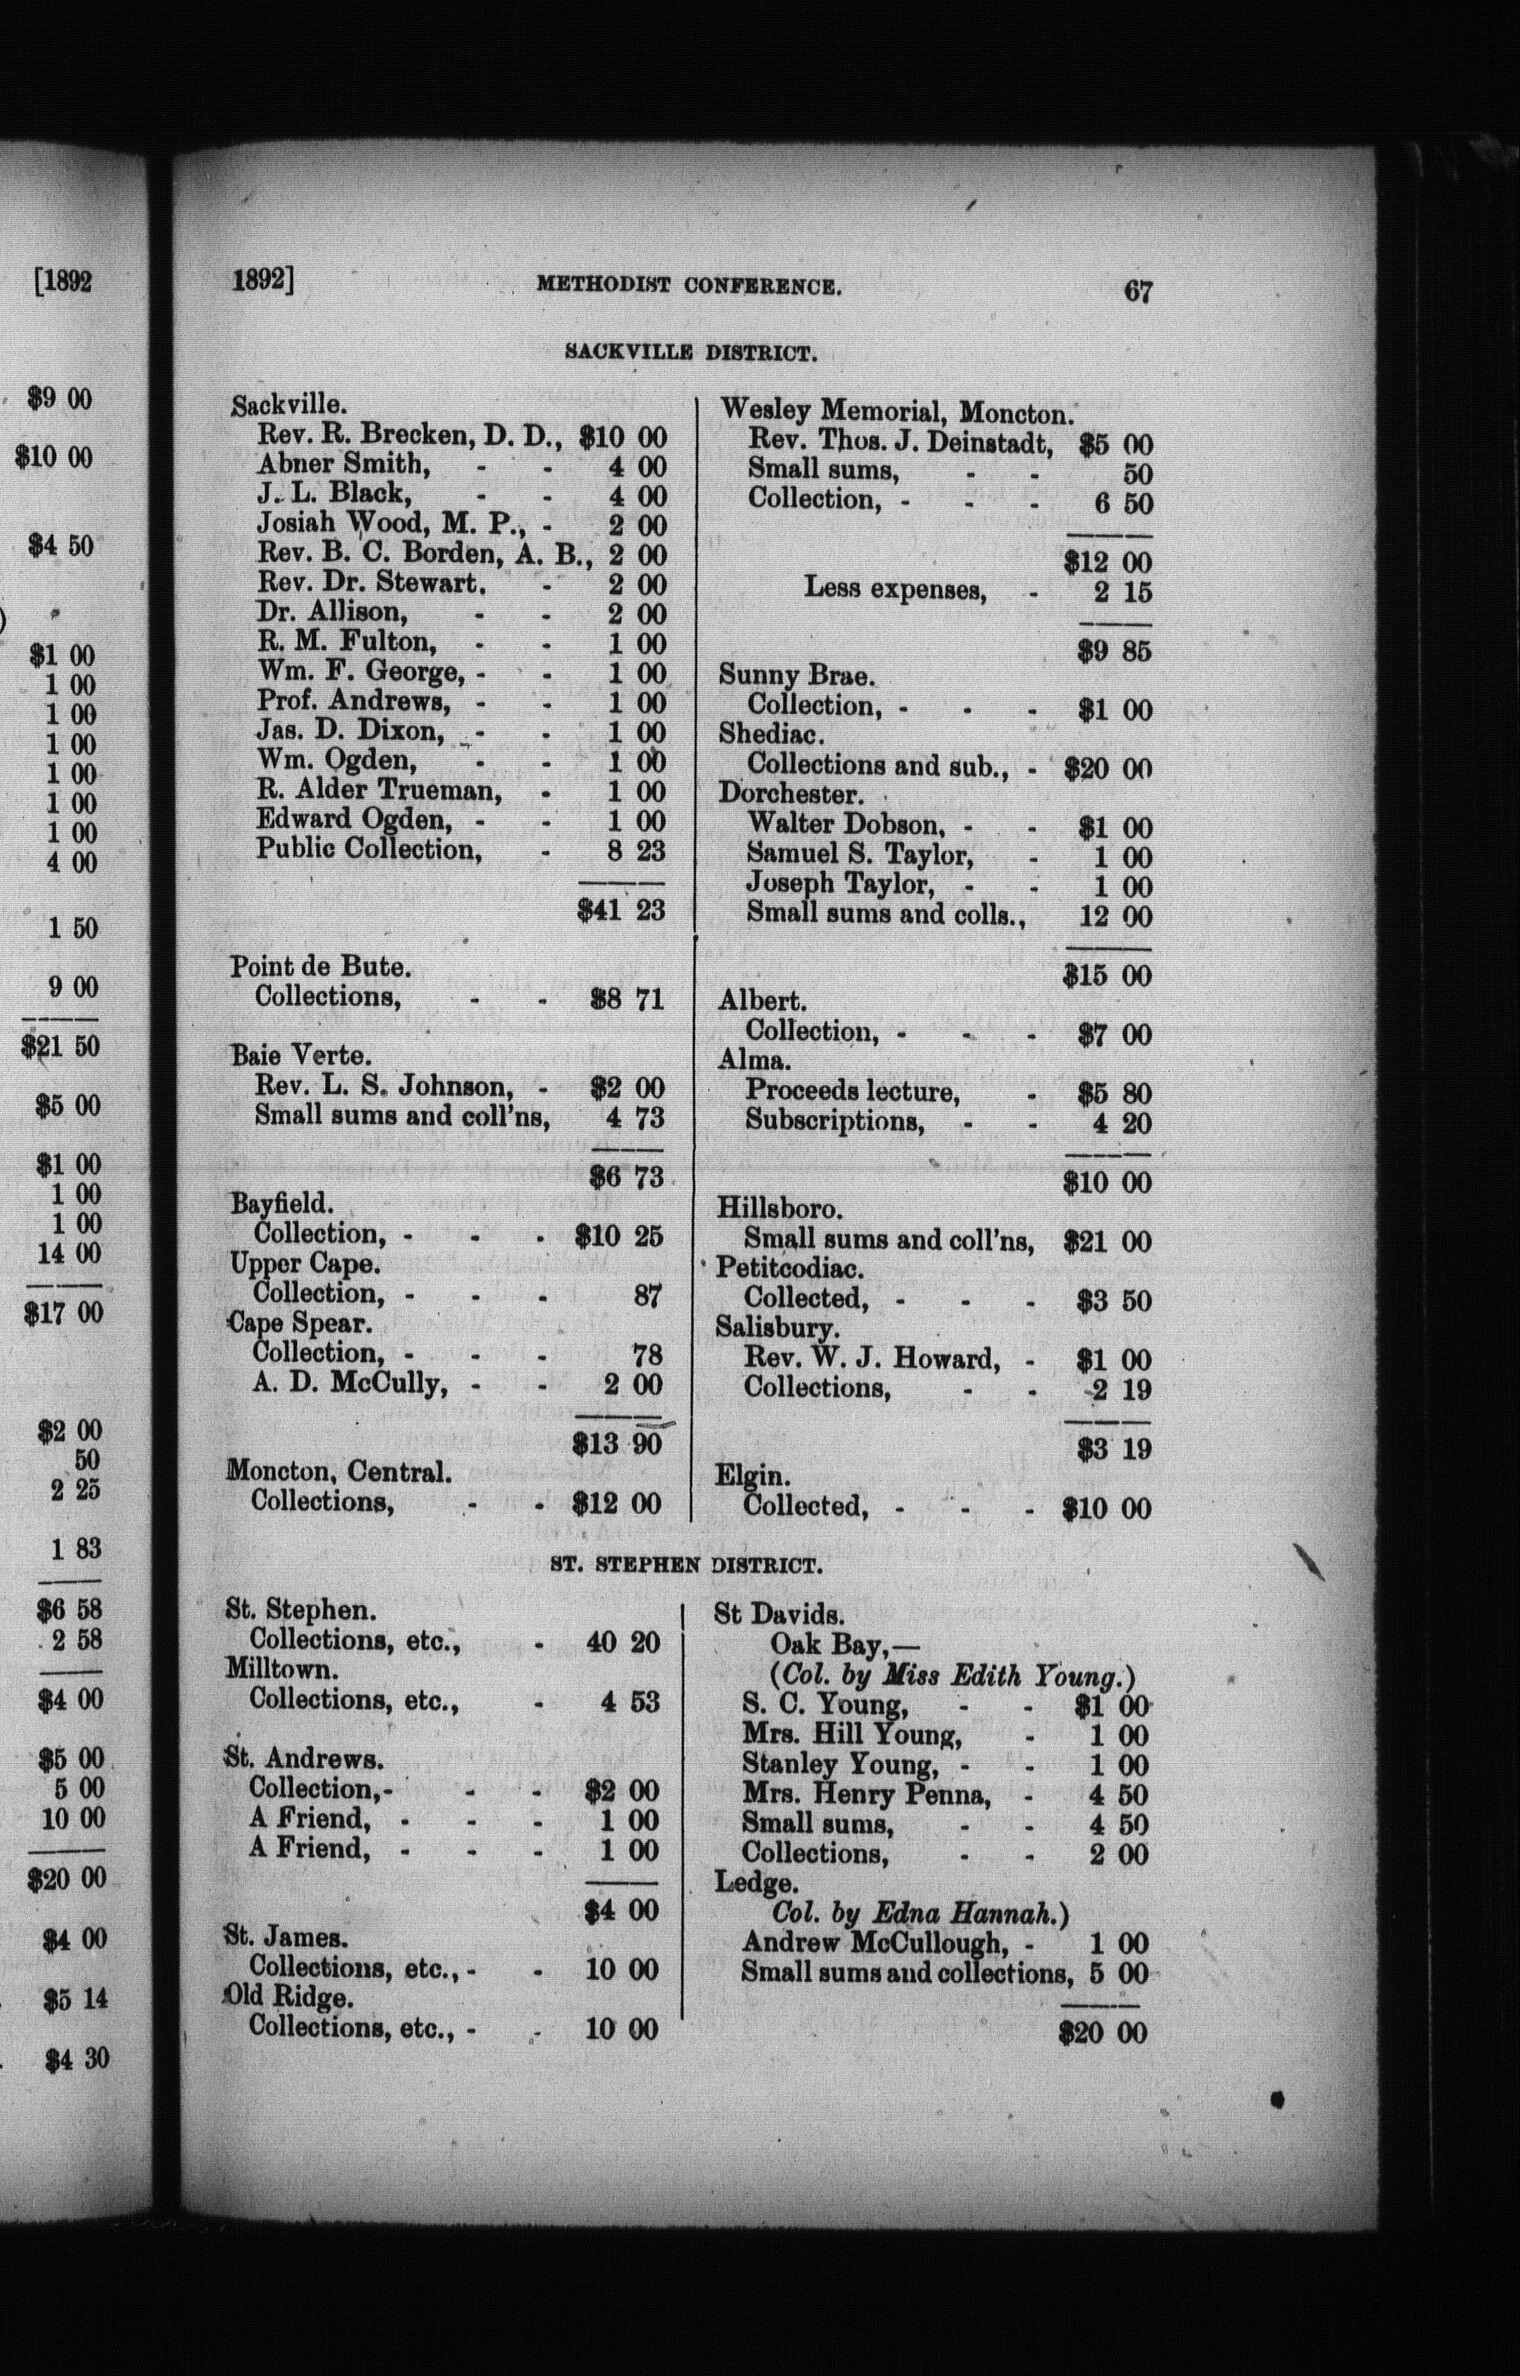 [1892
$9 00
$10 00
$4 50
)
$1 00
1 00
1 00
1 00
1 00
1 00
1 00
4 00
1 50
9 00
$21 50
$5 00
$1 00
1 00
1 00
14 00
$17 00
$2 00
50
2 25
1 83
$6 58
2 58
$4 00
$5 00
5 00
10 00
$20 00
$4 00
$5 14
$4 30
1892] METHODIST CONFERENCE. 67
SACKVILLE DISTRICT.
Sackville.
Rev. R. Brecken, D. D., $10 00
Abner Smith, - - 4 00
J. L. Black, - - 4 00
Josiah Wood, M. P., - 2 00
Rev. B. C. Borden, A. B., 2 00
Rev. Dr. Stewart. - 2 00
Dr. Allison, - - 2 00
R. M. Fulton, - - 1 00
Wm. F. George, - - 1 00
Prof. Andrews, - - 1 00
Jas. D. Dixon, - - 1 00
Wm. Ogden, - - 1 00
R. Alder Trueman, - 1 00
Edward Ogden, - - 1 00
Public Collection, - 8 23
$41 23
Point de Bute.
Collections, - - $8 71
Baie Verte.
Rev. L. S. Johnson, - $2 00
Small sums and coll'ns, 4 73
$6 73
Bayfield.
Collection, - - - $10 25
Upper Cape.
Collection, - - - 87
Cape Spear.
Collection, - - - 78
A. D. McCully, - - 2 00
$13 90
Moncton, Central.
Collections, - - $12 00
Wesley Memorial, Moncton.
Rev. Thos. J. Deinstadt, $5 00
Small sums, - - 50
Collection, - - - 6 50
$12 00
Less expenses, - 2 15
$9 85
Sunny Brae.
Collection, - - - $1 00
Shediac.
Collections and sub., - $20 00
Dorchester.
Walter Dobson, - - $1 00
Samuel S. Taylor, - 1 00
Joseph Taylor, - - 1 00
Small sums and colls., 12 00
$15 00
Albert.
Collection, - - - $7 00
Alma.
Proceeds lecture, - $5 80
Subscriptions, - - 4 20
$10 00
Hillsboro.
Small sums and coll'ns, $21 00
Petitcodiac.
Collected, - - - $3 50
Salisbury.
Rev. W. J. Howard, - $1 00
Collections, - - 2 19
$3 19
Elgin.
Collected, - - - $10 00
ST. STEPHEN DISTRICT.
St. Stephen.
Collections, etc., - 40 20
Milltown.
Collections, etc., - 4 53
St. Andrews.
Collection,- - - $2 00
A Friend, - - - 1 00
A Friend, - - - 1 00
$4 00
St. James.
Collections, etc., - - 10 00
Old Ridge.
Collections, etc., - - 10 00
St Davids.
Oak Bay,—
(Col. by Miss Edith Young.)
S. C. Young, - - $1 00
Mrs. Hill Young, - 1 00
Stanley Young, - - 1 00
Mrs. Henry Penna, - 4 50
Small sums, - - 4 50
Collections, - - 2 00
Ledge.
Col. by Edna Hannah.)
Andrew McCullough, - 1 00
Small sums and collections, 5 00
$20 00